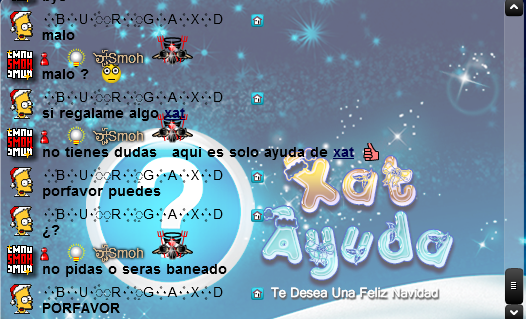 B U R G A X D
malo
Smoh
malo ?
B U R G A X D
si regalame algo xat
Smoh
no tienes dudas aqui es solo ayuda de xat
B U R G A X D
porfavor puedes
B U R G A X D
¿?
Smoh
no pidas o seras baneado
B U R G A X D
PORFAVOR
Xat
Ayuda
Te Desea Una Feliz Navidad